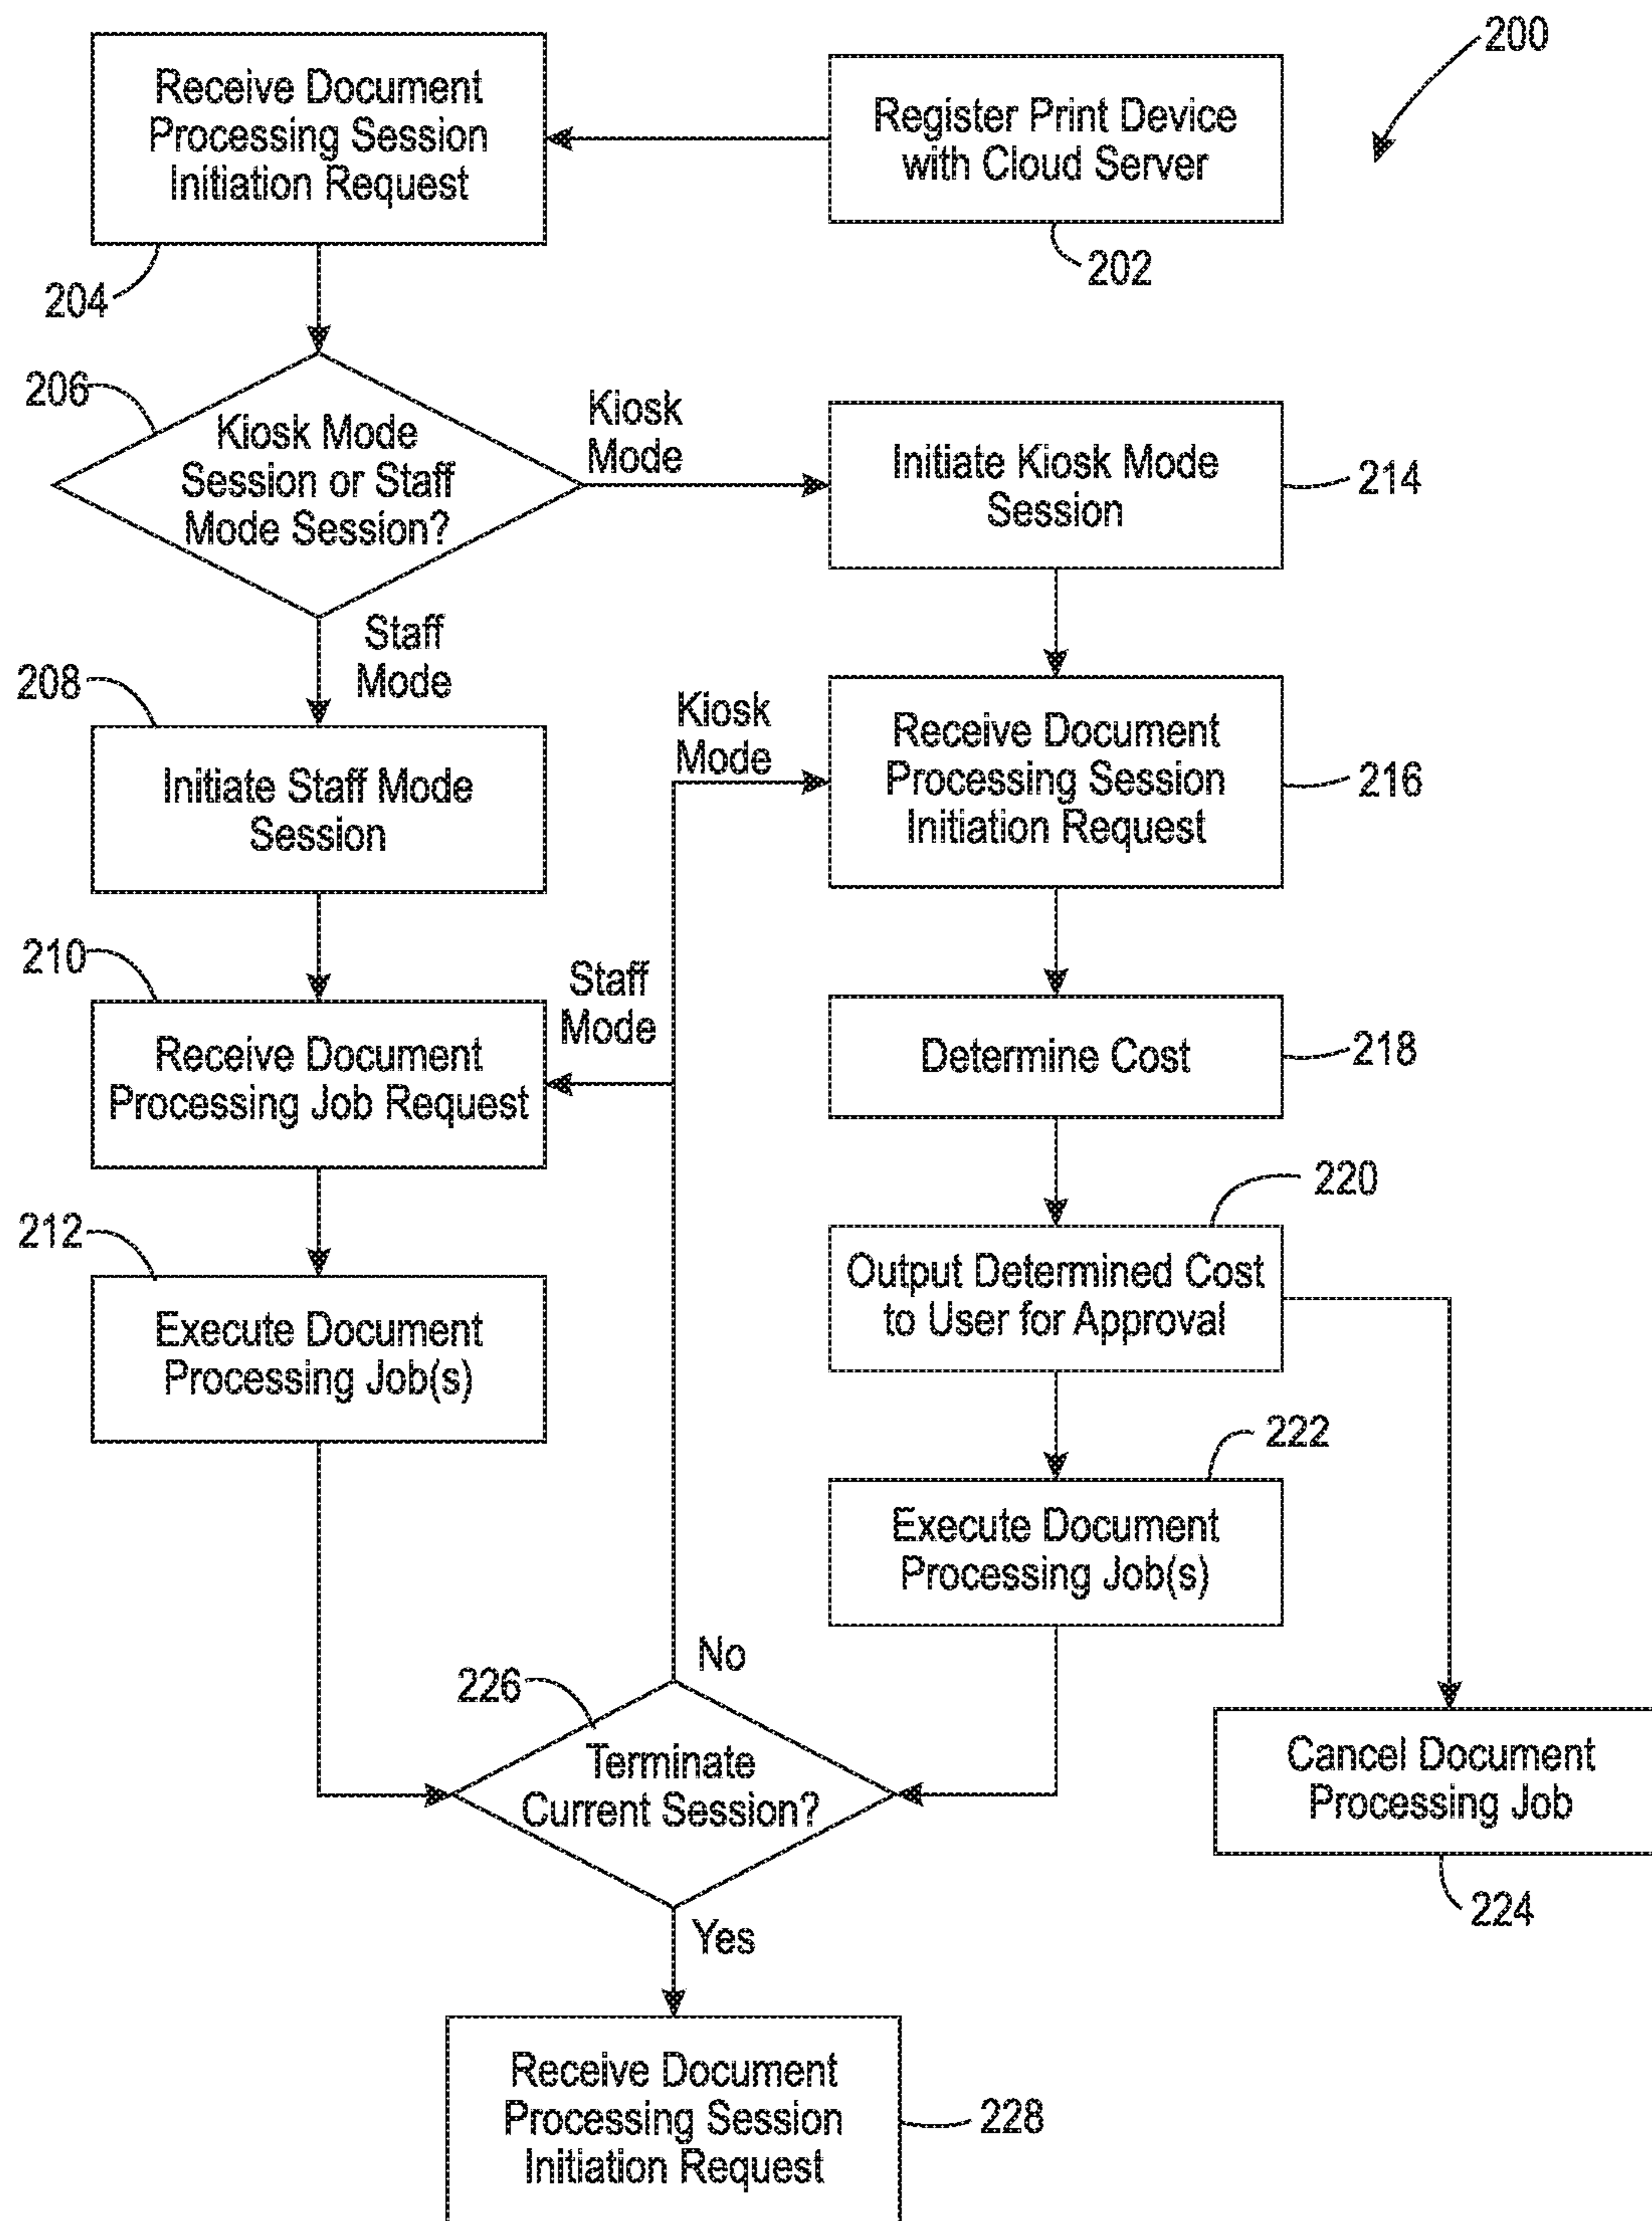 200
Receive Document
Processing Session
Initiation Request
Register Print Device
with Cloud Server
202
204
206
Kiosk Mode
Session or Staff
Mode Session?
Kiosk
Mode
Initiate Kiosk Mode
Session
214
Staff
Mode
208
Initiate Staff Mode
Session
Kiosk
Mode
Receive Document
Processing Session
Initiation Request
216
210
Receive Document
Processing Job Request
Staff
Mode
Determine Cost
218
220
Output Determined Cost
to User for Approval
212
Execute Document
Processing Job(s)
222
Execute Document
Processing Job(s)
No
226
Terminate
Current Session?
Cancel Document
Processing Job
224
Yes
Receive Document
Processing Session
Initiation Request
228